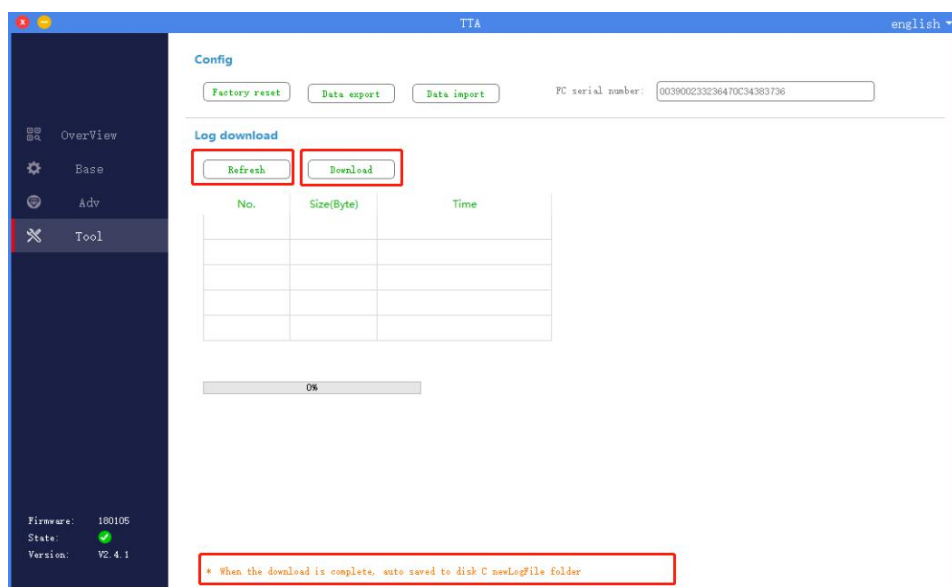 TTA
english
Config
Factory reset
Data export
Data import
FC serial number:
003900233236470C34383736
OverView
Base
Adv
Tool
Log download
Refresh
Download
No.
Size(Byte)
Time
0%
Firmware: 180105
State:
Version: V2.4.1
* When the download is complete, auto saved to disk C newLogFile folder